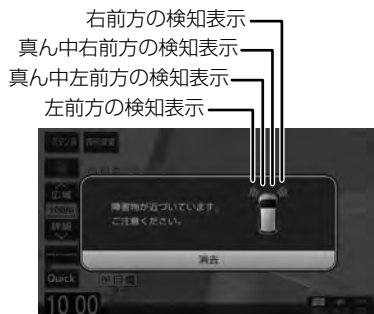 右前方の検知表示
真ん中右前方の検知表示
真ん中左前方の検知表示
左前方の検知表示
広域
100m
詳細
障害物が近づいています。
ご注意ください。
消去
Quick
10:00